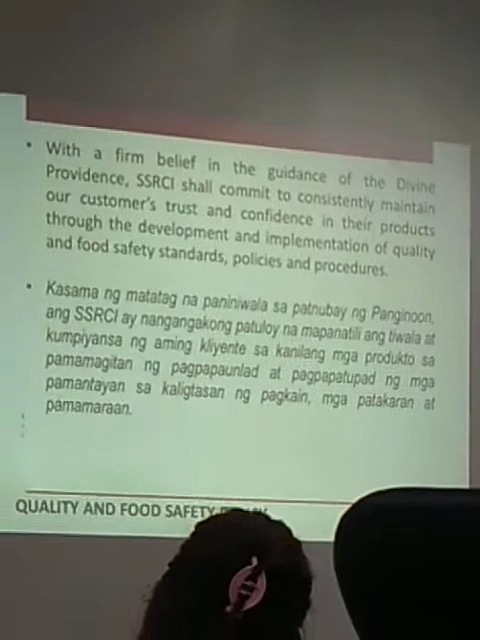 • With a firm belief in the guidance of the Divine
Providence, SSRCI shall commit to consistently maintain
our customer's trust and confidence in their products
through the development and implementation of quality
and food safety standards, policies and procedures.
• Kasama ng matatag na paniniwala sa patnubay ng Panginoon,
ang SSRCI ay nangangakong patuloy na mapanatili ang tiwala at
kumpiyansa ng aming kliyente sa kanilang mga produkto sa
pamamagitan ng pagpapaunlad at pagpapatupad ng mga
pamantayan sa kaligtasan ng pagkain, mga patakaran at
pamamaraan.
QUALITY AND FOOD SAFETY